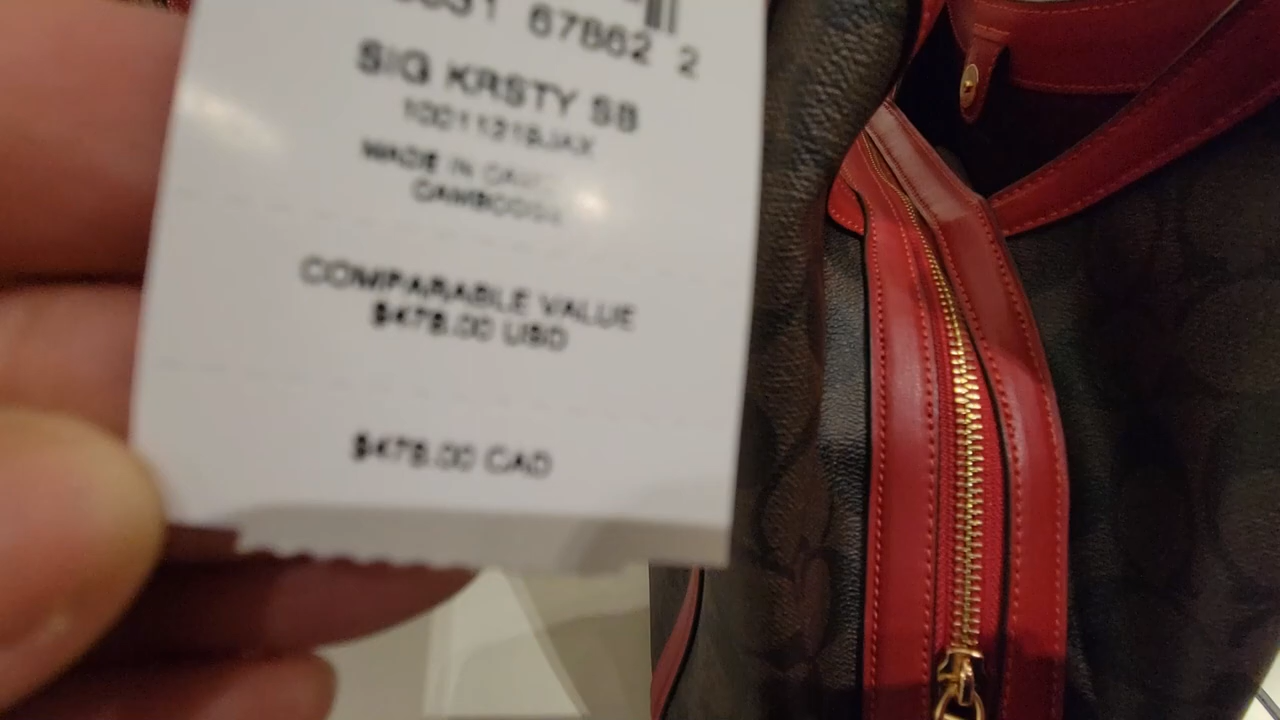 67862 2
SIG KRSTY SB
MADE IN
CAMBODIA
COMPARABLE VALUE
$478.00 USD
$478.00 CAD